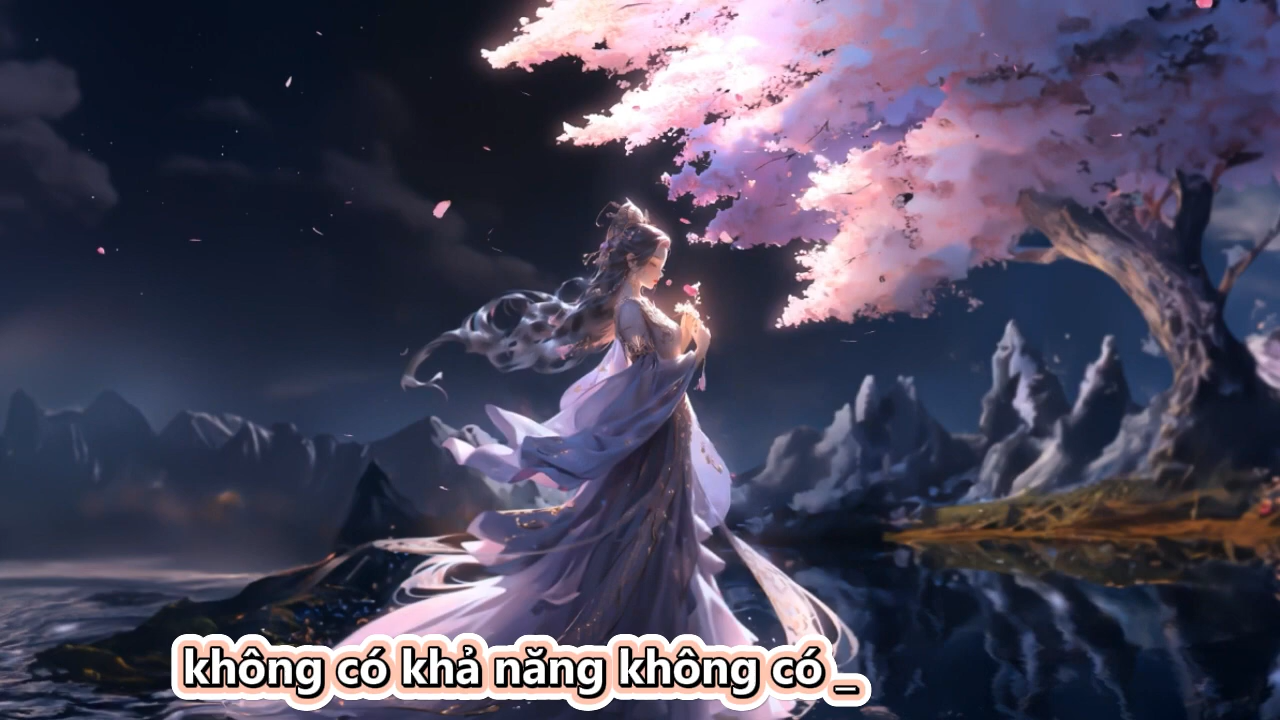 không có khả năng không có _